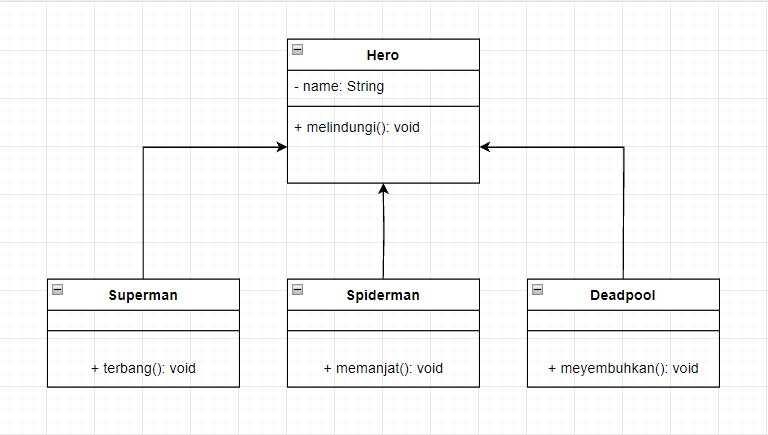 Hero
- name: String
+ melindungi(): void
Superman
+ terbang(): void
Spiderman
+ memanjat(): void
Deadpool
+ meyembuhkan(): void